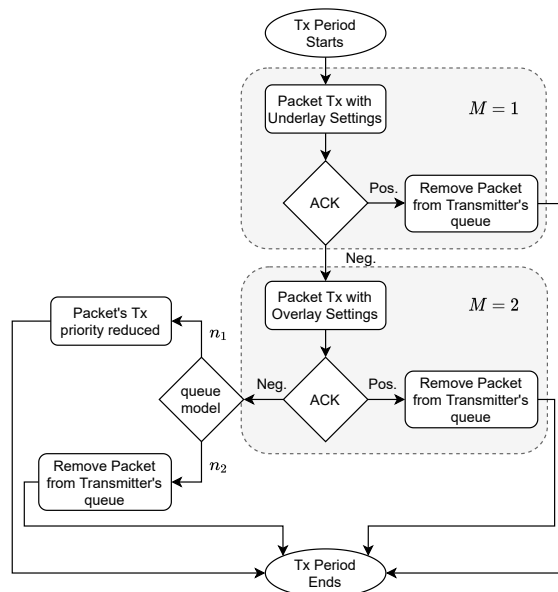 Tx Period
Starts
Packet Tx with
Underlay Settings
M = 1
ACK
Pos.
Remove Packet
from Transmitter's
queue
Neg.
Packet Tx with
Overlay Settings
M = 2
Packet's Tx
priority reduced
n₁
queue
model
Neg.
ACK
Pos.
Remove Packet
from Transmitter's
queue
n₂
Remove Packet
from Transmitter's
queue
Tx Period
Ends